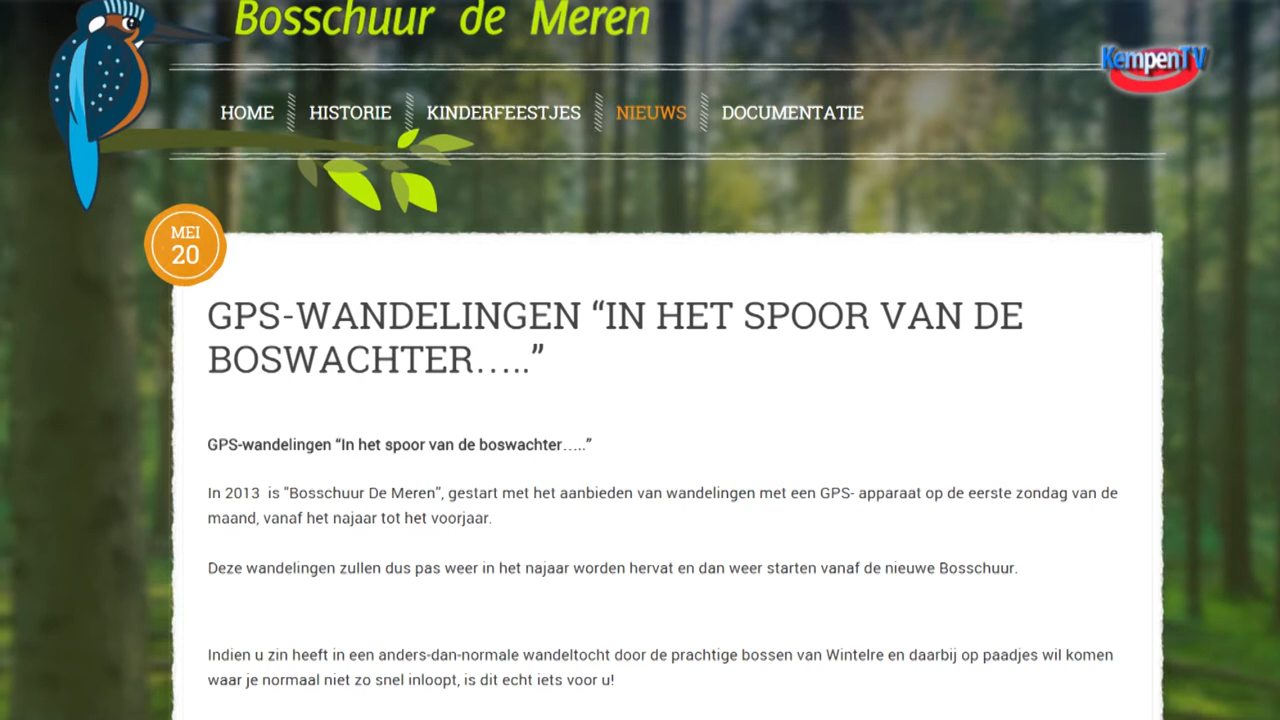 Bosschuur de Meren
KempenTV
HOME HISTORIE KINDERFEESTJES NIEUWS DOCUMENTATIE
MEI
20
GPS-WANDELINGEN “IN HET SPOOR VAN DE
BOSWACHTER…..”
GPS-wandelingen “In het spoor van de boswachter…..”
In 2013 is "Bosschuur De Meren", gestart met het aanbieden van wandelingen met een GPS- apparaat op de eerste zondag van de
maand, vanaf het najaar tot het voorjaar.
Deze wandelingen zullen dus pas weer in het najaar worden hervat en dan weer starten vanaf de nieuwe Bosschuur.
Indien u zin heeft in een anders-dan-normale wandeltocht door de prachtige bossen van Wintelre en daarbij op paadjes wil komen
waar je normaal niet zo snel inloopt, is dit echt iets voor u!